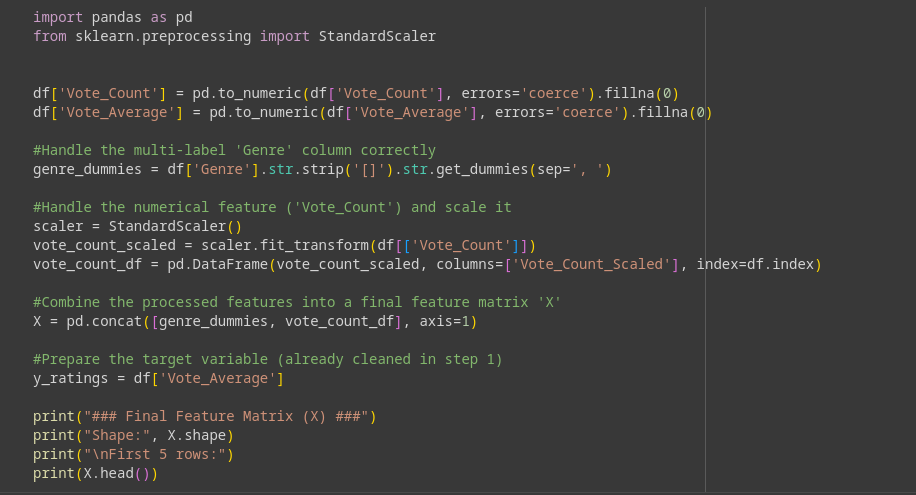 import pandas as pd
from sklearn.preprocessing import StandardScaler
df['Vote_Count'] = pd.to_numeric(df['Vote_Count'], errors='coerce').fillna(0)
df['Vote_Average'] = pd.to_numeric(df['Vote_Average'], errors='coerce').fillna(0)
#Handle the multi-label 'Genre' column correctly
genre_dummies = df['Genre'].str.strip('[]').str.get_dummies(sep=', ')
#Handle the numerical feature ('Vote_Count') and scale it
scaler = StandardScaler()
vote_count_scaled = scaler.fit_transform(df[['Vote_Count']])
vote_count_df = pd.DataFrame(vote_count_scaled, columns=['Vote_Count_Scaled'], index=df.index)
#Combine the processed features into a final feature matrix 'X'
X = pd.concat([genre_dummies, vote_count_df], axis=1)
#Prepare the target variable (already cleaned in step 1)
y_ratings = df['Vote_Average']
print("### Final Feature Matrix (X) ###")
print("Shape:", X.shape)
print("\nFirst 5 rows:")
print(X.head())